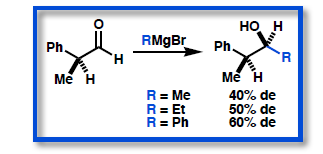 O
HO H
Ph H RMgBr Ph R
Me H Me H
R = Me 40% de
R = Et 50% de
R = Ph 60% de